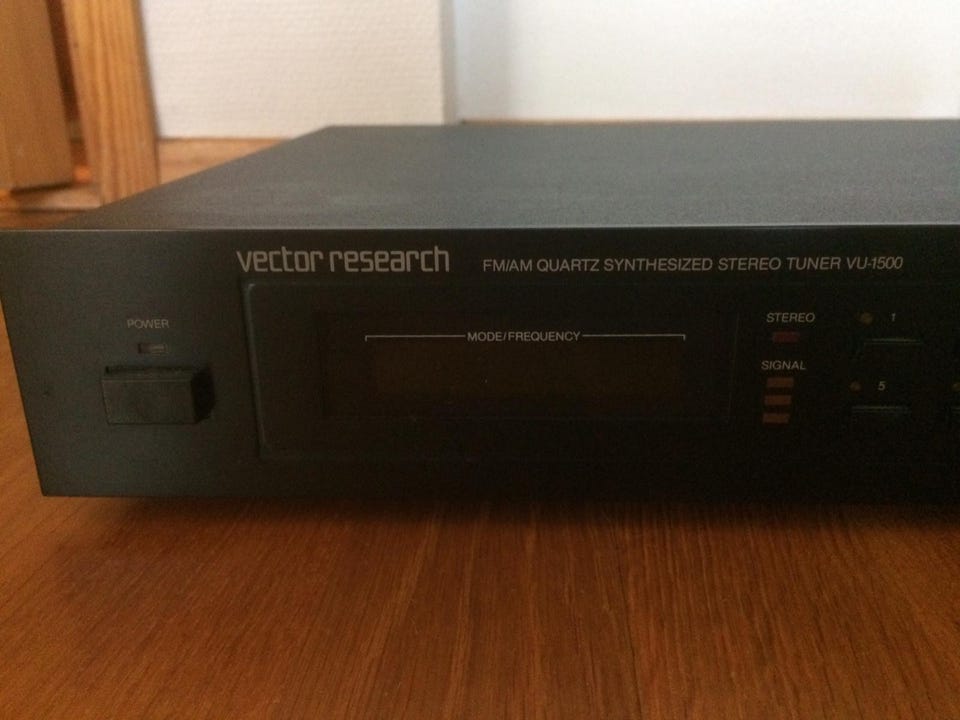 vector research FM/AM QUARTZ SYNTHESIZED STEREO TUNER VU-1500
POWER
MODE/FREQUENCY
STEREO
1
SIGNAL
5